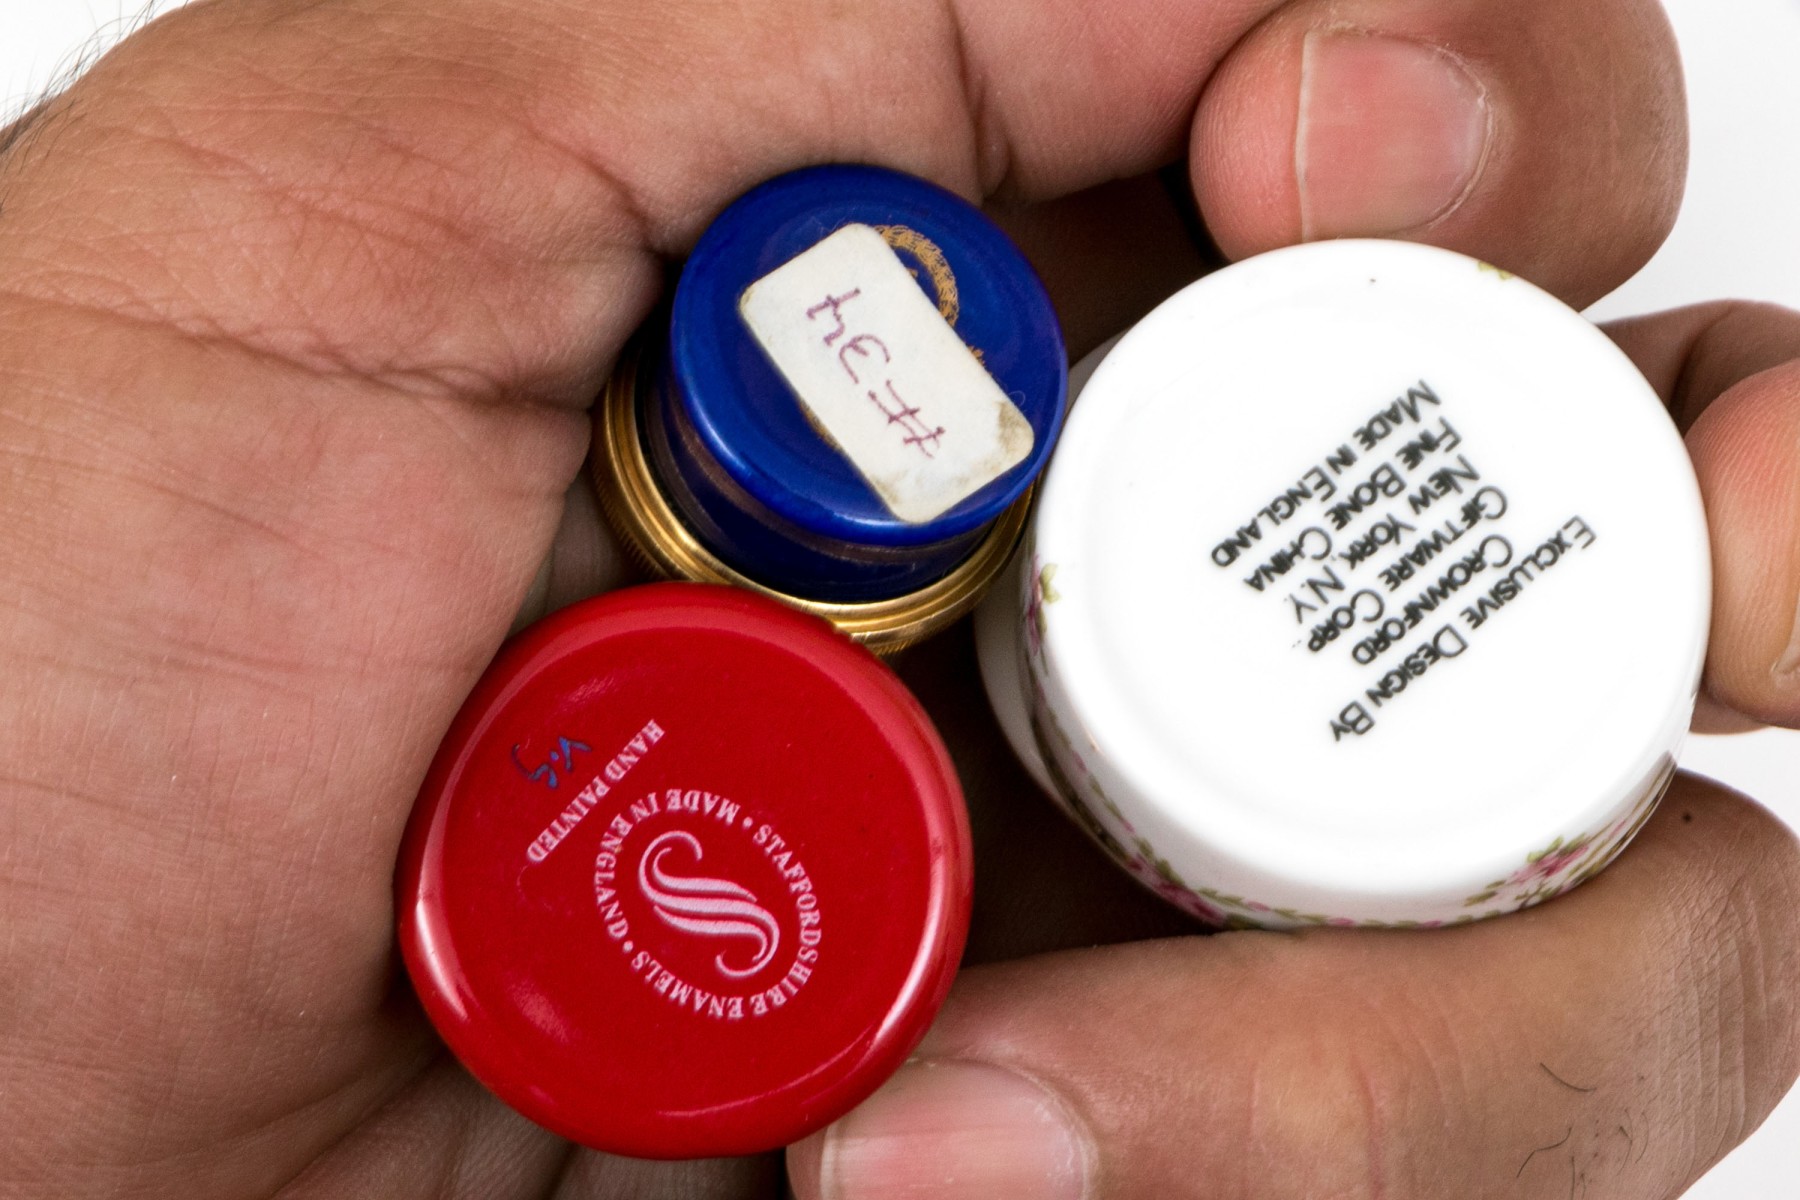 #34
EXCLUSIVE DESIGN BY
CROWNFORD
GIFTWARE CORP.
NEW YORK, N.Y.
FINE BONE CHINA
MADE IN ENGLAND
• STAFFORDSHIRE ENAMELS • MADE IN ENGLAND
HAND PAINTED